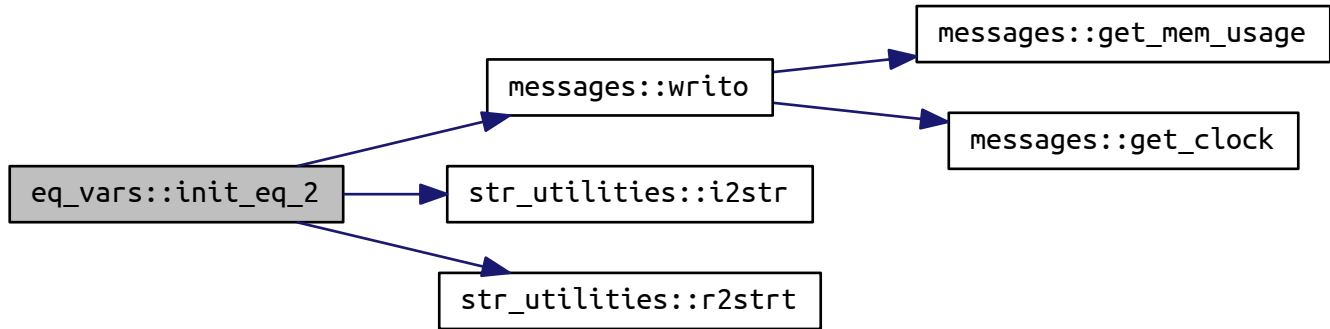 messages::get_mem_usage
messages::writo
messages::get_clock
eq_vars::init_eq_2
str_utilities::i2str
str_utilities::r2strt